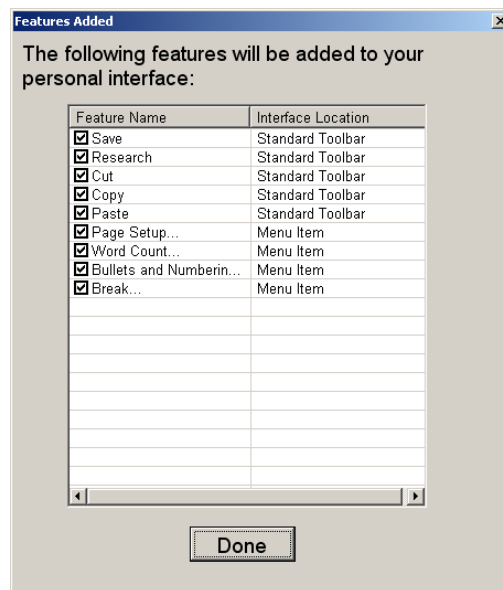 Features Added
The following features will be added to your
personal interface:
Feature Name Interface Location
Save Standard Toolbar
Research Standard Toolbar
Cut Standard Toolbar
Copy Standard Toolbar
Paste Standard Toolbar
Page Setup... Menu Item
Word Count... Menu Item
Bullets and Numberin... Menu Item
Break... Menu Item
Done